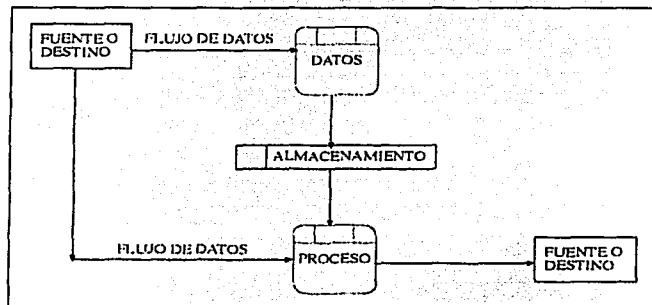 FUENTE O
DESTINO
FLUJO DE DATOS
DATOS
ALMACENAMIENTO
FLUJO DE DATOS
PROCESO
FUENTE O
DESTINO